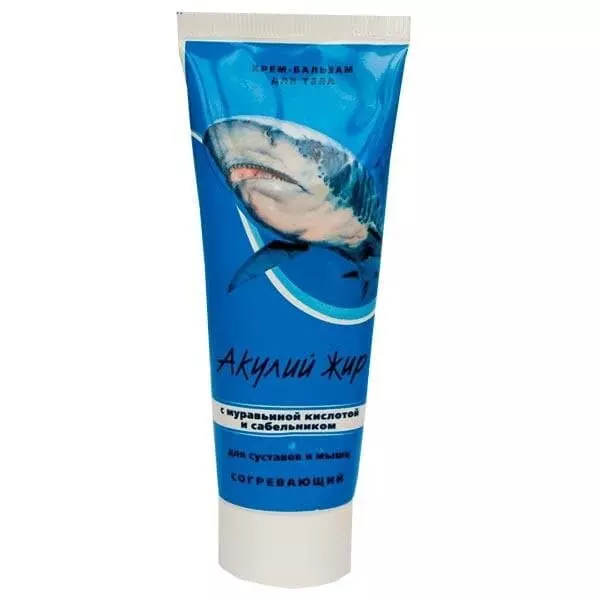 КРЕМ-БАЛЬЗАМ
ДЛЯ ТЕЛА
Акулий жир
с муравьиной кислотой
и сабельником
для суставов и мышц
СОГРЕВАЮЩИЙ